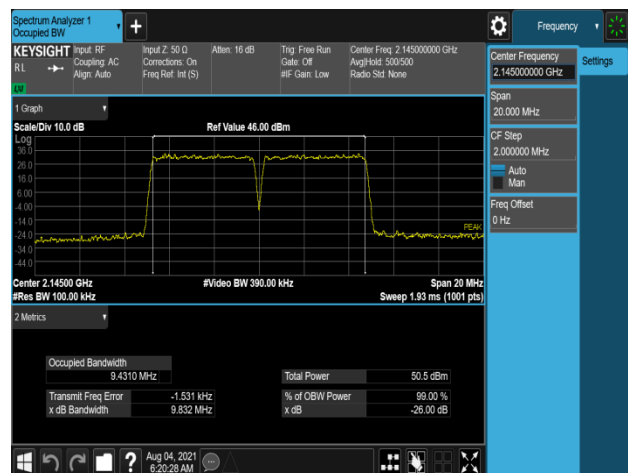 Spectrum Analyzer 1
Occupied BW
Frequency
KEYSIGHT
RL
LXI
Input: RF
Coupling: AC
Align: Auto
Input Z: 50 Ω
Corrections: On
Freq Ref: Int (S)
Atten: 16 dB
Trig: Free Run
Gate: Off
#IF Gain: Low
Center Freq: 2.145000000 GHz
Avg|Hold: 500/500
Radio Std: None
Center Frequency
2.145000000 GHz
Settings
Span
20.000 MHz
CF Step
2.000000 MHz
Auto
Man
Freq Offset
0 Hz
1 Graph
Scale/Div 10.0 dB
Ref Value 46.00 dBm
Log
36.0
26.0
16.0
6.00
-4.00
-14.0
-24.0
-34.0
-44.0
PEAK
Center 2.14500 GHz
#Video BW 390.00 kHz
Span 20 MHz
#Res BW 100.00 kHz
Sweep 1.93 ms (1001 pts)
2 Metrics
Occupied Bandwidth
9.4310 MHz
Total Power 50.5 dBm
Transmit Freq Error -1.531 kHz
% of OBW Power 99.00 %
x dB Bandwidth 9.832 MHz
x dB -26.00 dB
?
Aug 04, 2021
6:20:28 AM